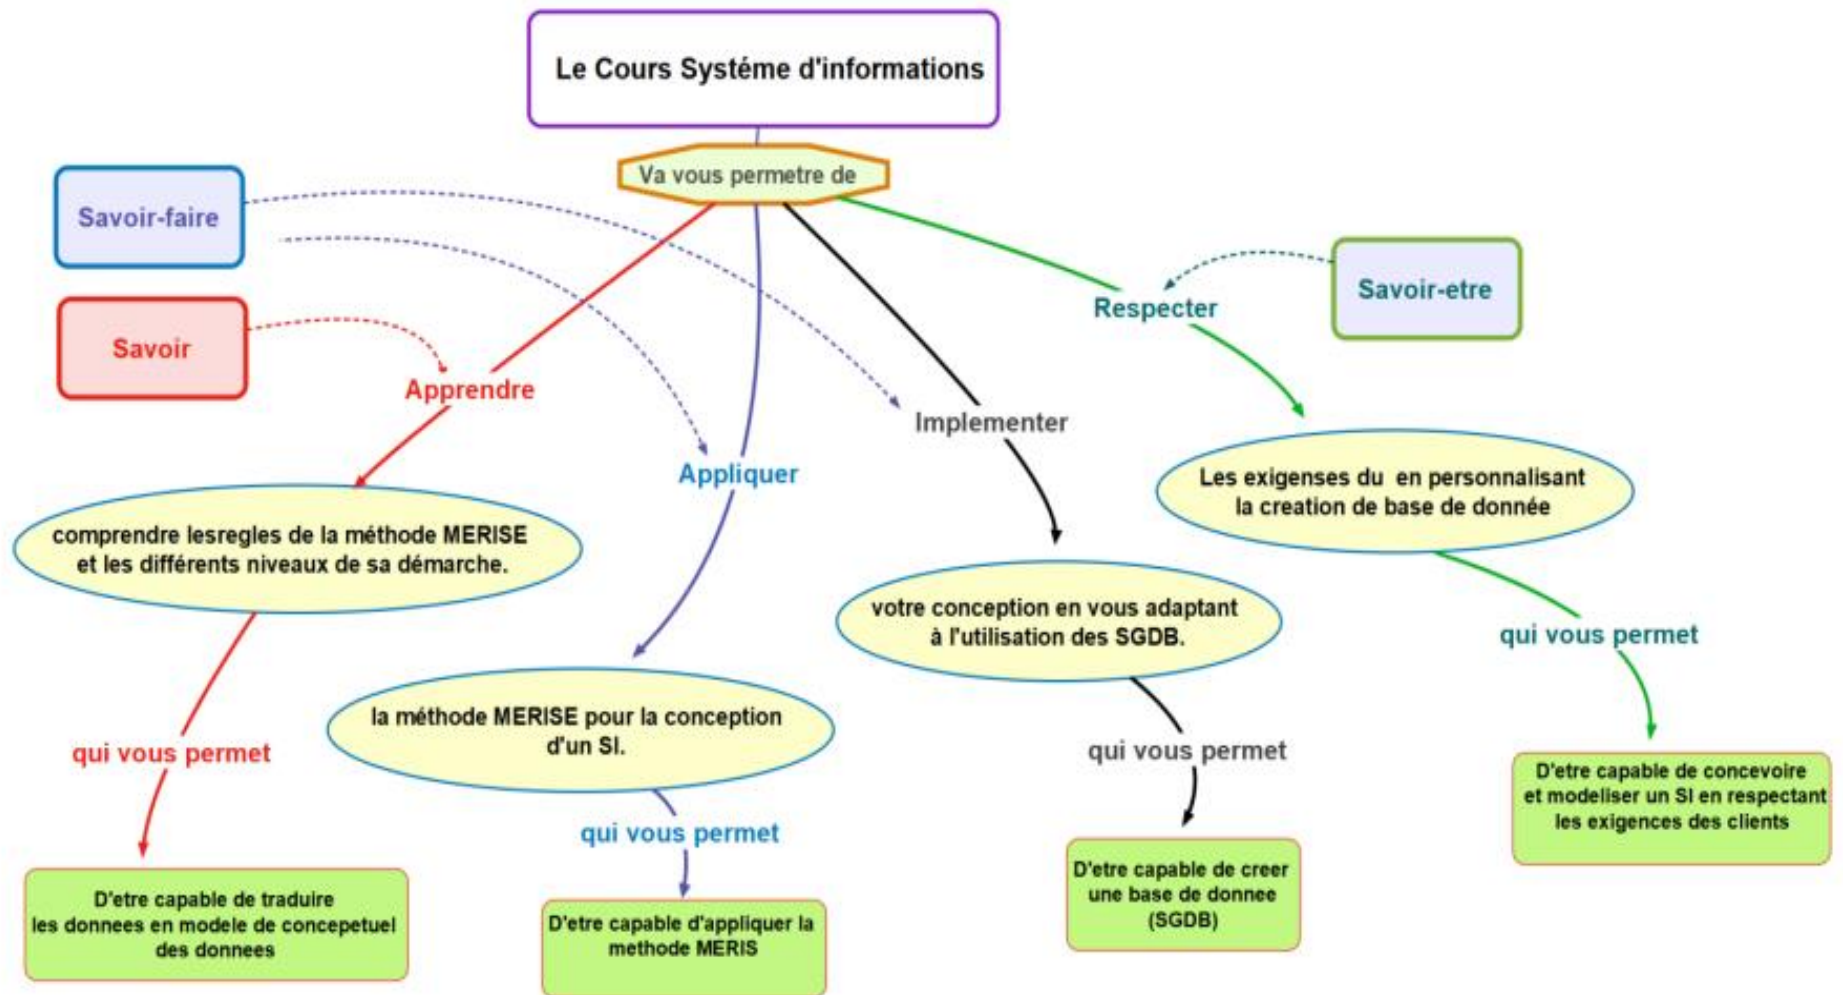 Le Cours Systéme d'informations
Va vous permetre de
Savoir-faire
Savoir
Savoir-etre
Respecter
Apprendre
Implementer
Appliquer
Les exigenses du en personnalisant
la creation de base de donnée
comprendre lesregles de la méthode MERISE
et les différents niveaux de sa démarche.
votre conception en vous adaptant
à l'utilisation des SGDB.
la méthode MERISE pour la conception
d'un SI.
qui vous permet
qui vous permet
qui vous permet
qui vous permet
D'etre capable de concevoire
et modeliser un SI en respectant
les exigences des clients
D'etre capable de creer
une base de donnee
(SGDB)
D'etre capable de traduire
les donnees en modele de concepetuel
des donnees
D'etre capable d'appliquer la
methode MERIS